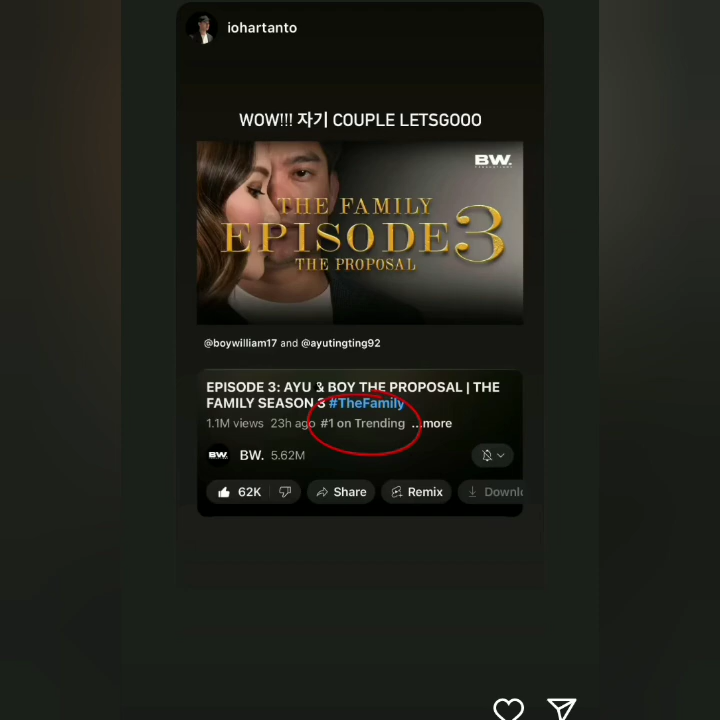 iohartanto
WOW!!! 자기 COUPLE LETSGOOO
BW.
THE FAMILY
EPISODE 3
THE PROPOSAL
@boywilliam17 and @ayutingting92
EPISODE 3: AYU & BOY THE PROPOSAL | THE
FAMILY SEASON 3 #TheFamily
1.1M views 23h ago #1 on Trending ...more
BW. BW. 5.62M
62K Share Remix Downlo